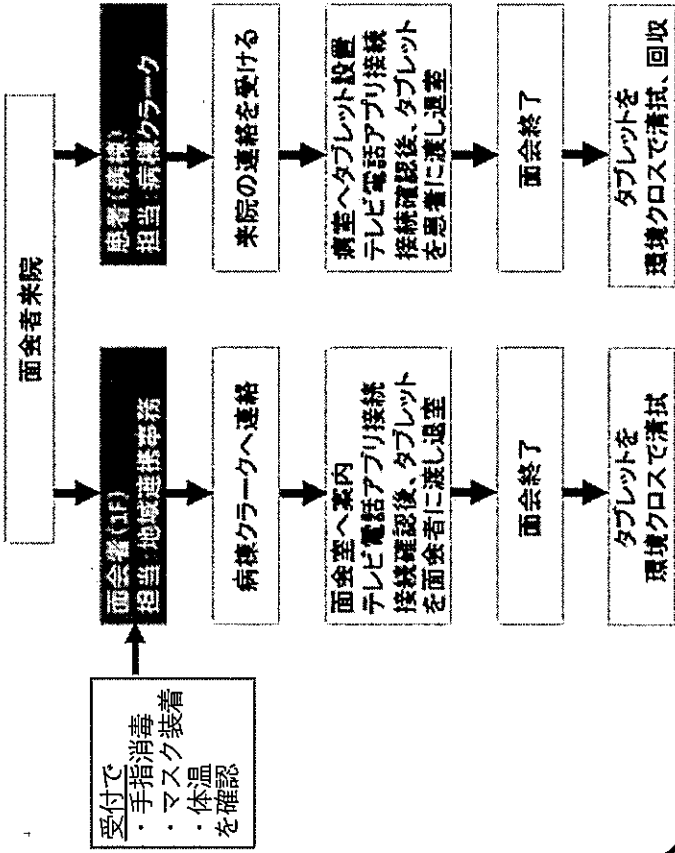 面会者来院
受付で
・手指消毒
・マスク装着
・体温
を確認
面会者(1F)
担当:地域連携事務
病棟クラークへ連絡
面会室へ案内
テレビ電話アプリ接続
接続確認後、タブレット
を面会者に渡し退室
面会終了
タブレットを
環境クロスで清拭
患者(病棟)
担当:病棟クラーク
来院の連絡を受ける
病室へタブレット設置
テレビ電話アプリ接続
接続確認後、タブレット
を患者に渡し退室
面会終了
タブレットを
環境クロスで清拭、回収